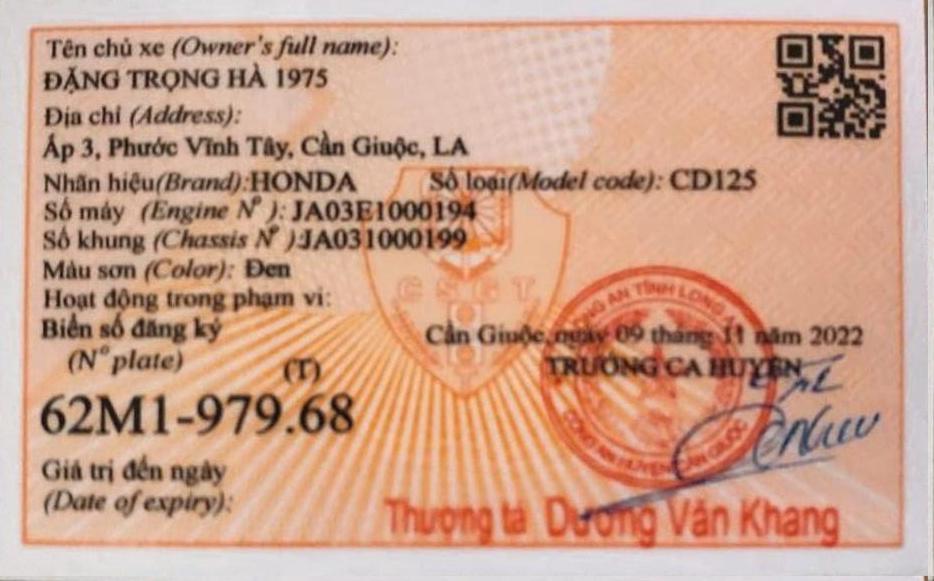 Tên chủ xe (Owner's full name):
ĐẶNG TRỌNG HÀ 1975
Địa chỉ (Address):
Ấp 3, Phước Vĩnh Tây, Cần Giuộc, LA
Nhãn hiệu(Brand):HONDA Số loại(Model code): CD125
Số máy (Engine N°): JA03E1000194
Số khung (Chassis N°):JA031000199
Màu sơn (Color): Đen
Hoạt động trong phạm vi:
Biển số đăng ký
(N° plate)
(T)
62M1-979.68
Giá trị đến ngày
(Date of expiry):
CSGT
Cần Giuộc, ngày 09 tháng 11 năm 2022
TRƯỞNG CA HUYỆN
CÔNG AN TỈNH LONG AN
CÔNG AN HUYỆN CẦN GIUỘC
Thượng tá Dương Văn Khang